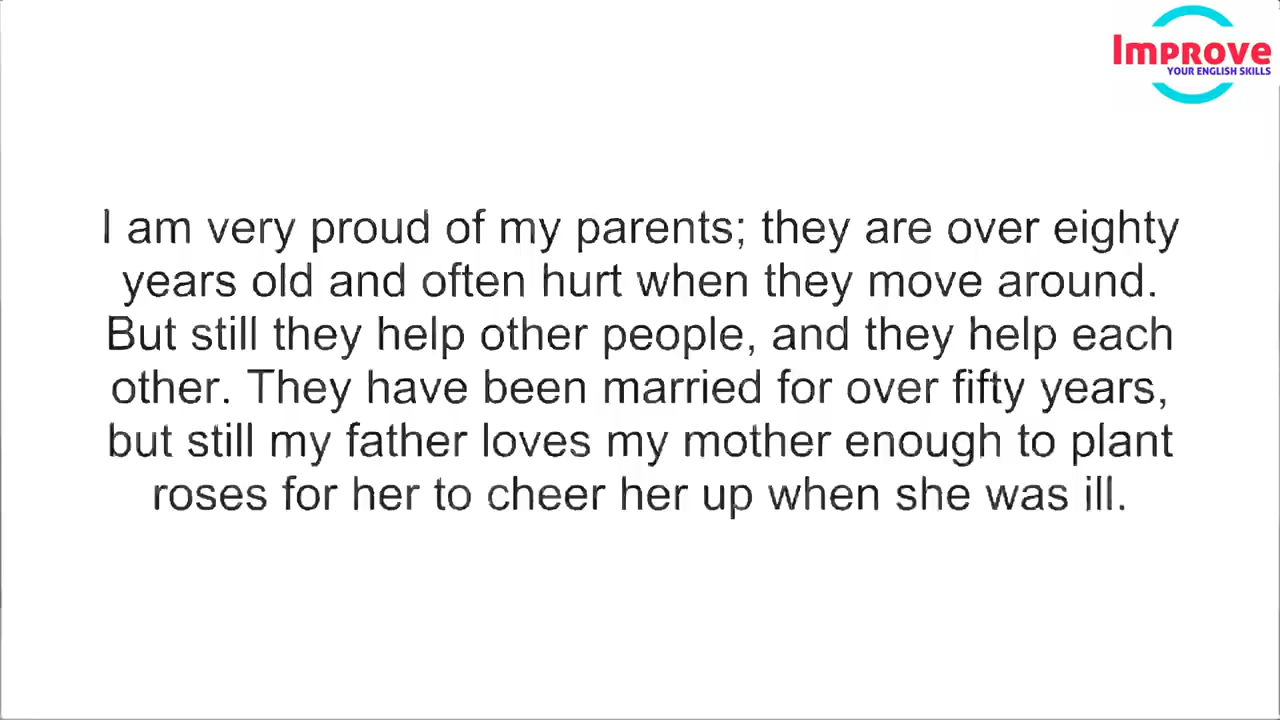 Improve
YOUR ENGLISH SKILLS
I am very proud of my parents; they are over eighty
years old and often hurt when they move around.
But still they help other people, and they help each
other. They have been married for over fifty years,
but still my father loves my mother enough to plant
roses for her to cheer her up when she was ill.